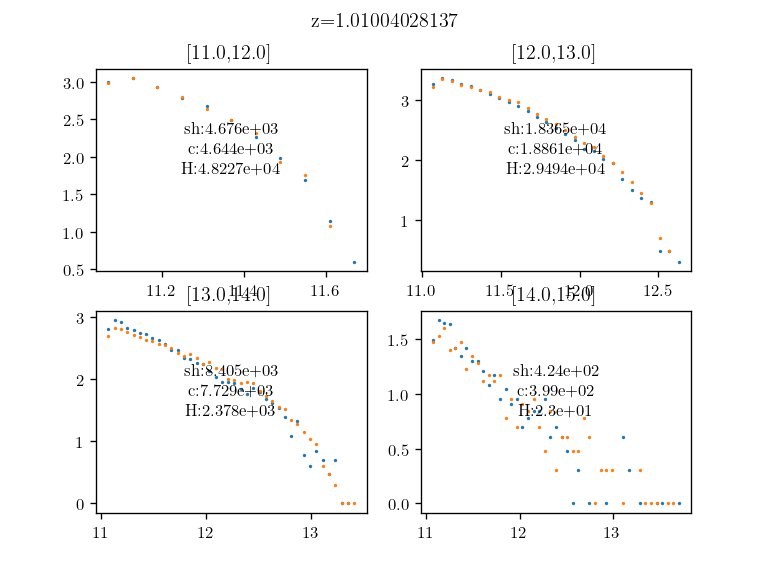 z=1.01004028137
[11.0,12.0]
3.0
2.5
2.0
1.5
1.0
0.5
sh:4.676e+03
c:4.644e+03
H:4.8227e+04
11.2
11.4
11.6
[12.0,13.0]
3
2
1
sh:1.8365e+04
c:1.8861e+04
H:2.9494e+04
11.0
11.5
12.0
12.5
[13.0,14.0]
3
2
1
0
sh:8.405e+03
c:7.729e+03
H:2.378e+03
11
12
13
[14.0,15.0]
1.5
1.0
0.5
0.0
sh:4.24e+02
c:3.99e+02
H:2.3e+01
11
12
13